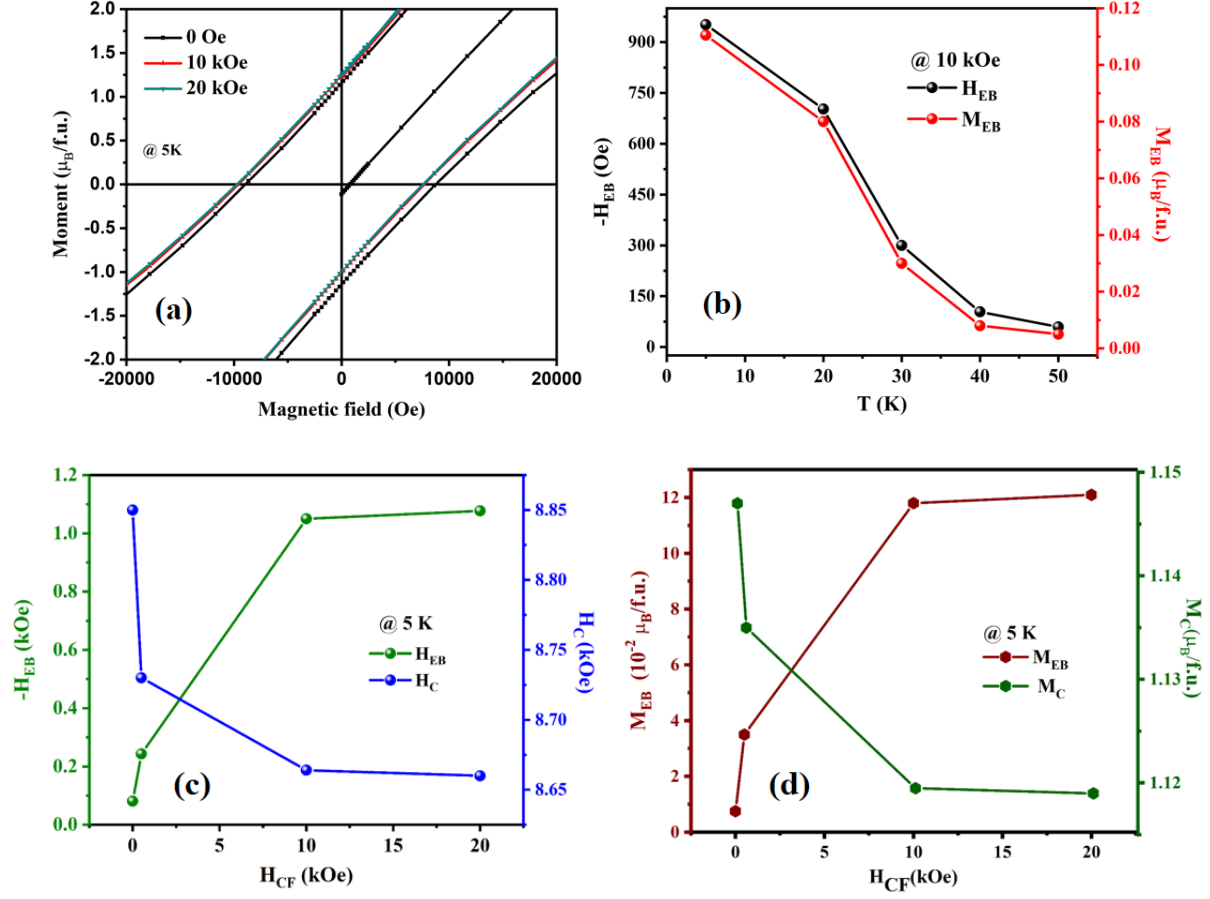 (a)
2.0
1.5
1.0
0.5
0.0
-0.5
-1.0
-1.5
-2.0
Moment (μB/f.u.)
0 Oe
10 kOe
20 kOe
@ 5K
(a)
-20000 -10000 0 10000 20000
Magnetic field (Oe)
900
750
600
450
300
150
0
-HEB (Oe)
@ 10 kOe
HEB
MEB
(b)
0.12
0.10
0.08
0.06
0.04
0.02
0.00
MEB (μB/f.u.)
0 10 20 30 40 50
T (K)
1.2
1.0
0.8
0.6
0.4
0.2
0.0
-HEB (kOe)
@ 5 K
HEB
HC
(c)
8.85
8.80
8.75
8.70
8.65
HC (kOe)
0 5 10 15 20
HCF (kOe)
12
10
8
6
4
2
0
MEB (10-2 μB/f.u.)
@ 5 K
MEB
MC
(d)
1.15
1.14
1.13
1.12
MC(μB/f.u.)
0 5 10 15 20
HCF(kOe)